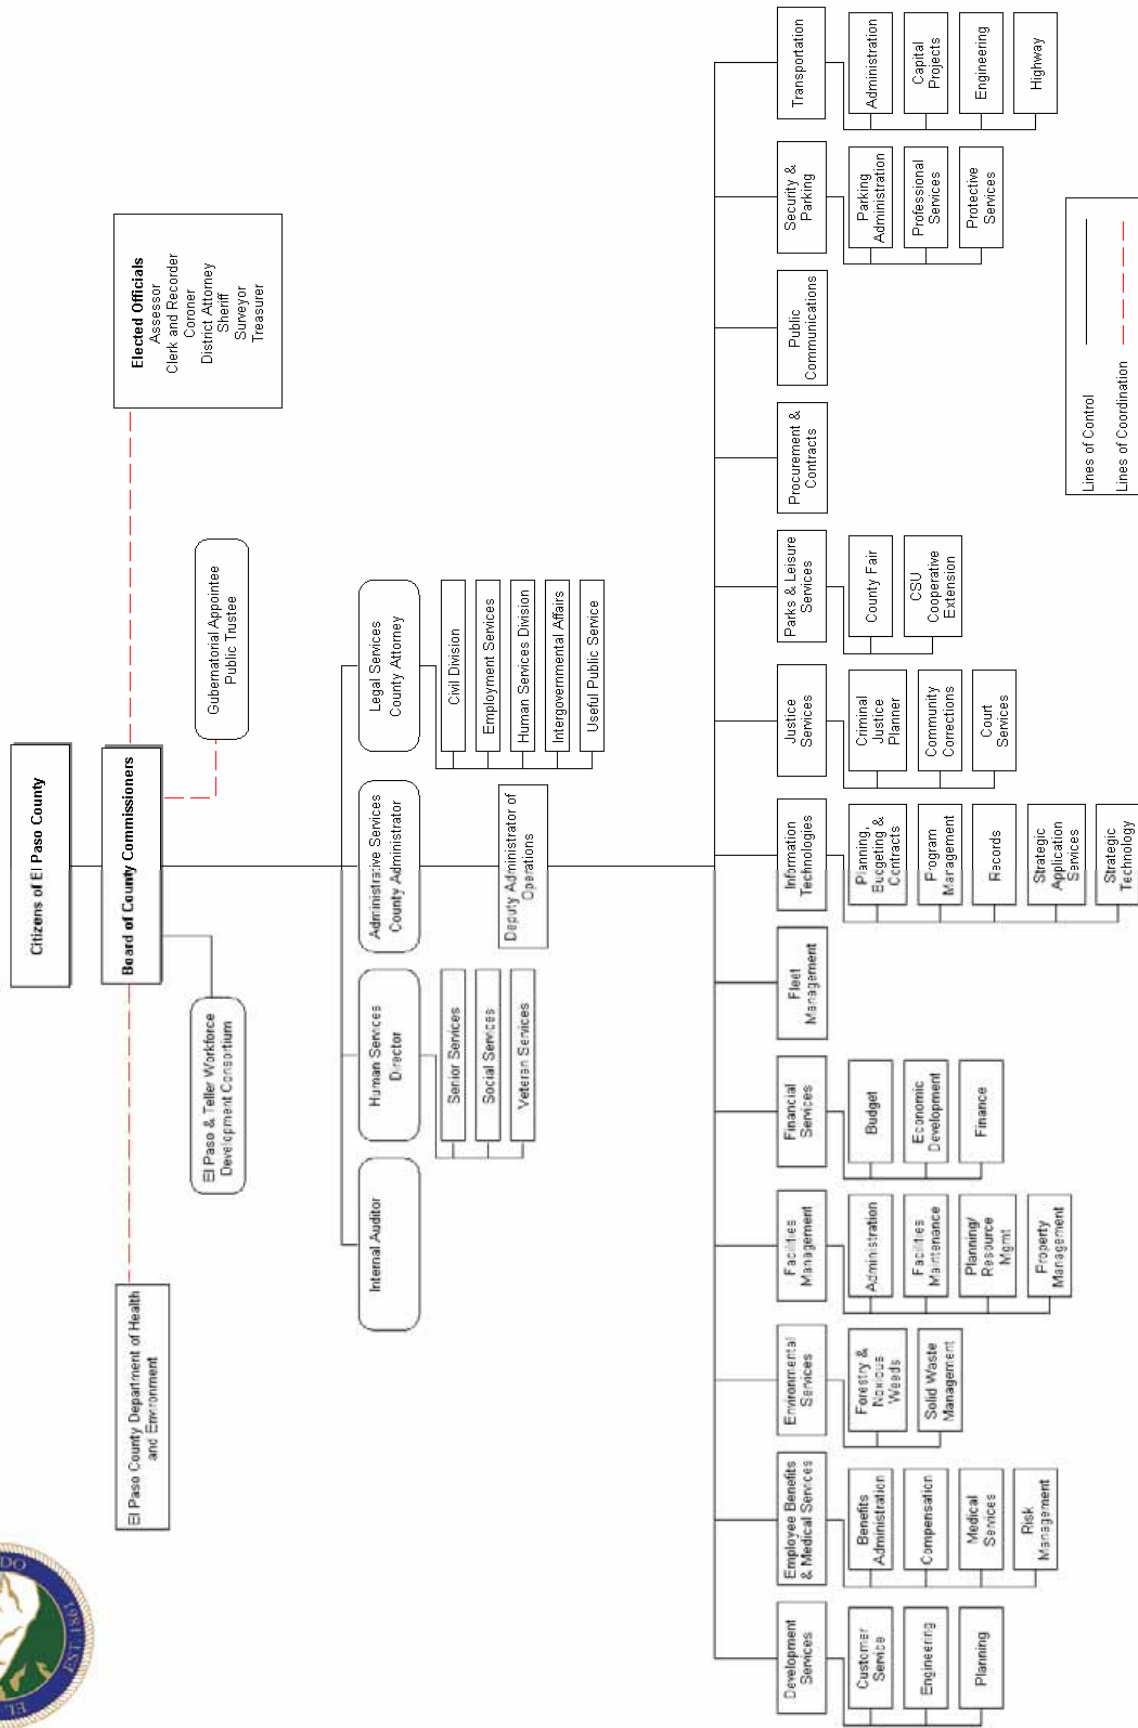 Citizens of El Paso County
Board of County Commissioners
El Paso County Department of Health
and Environment
El Paso & Teller Workforce
Development Consortium
Gubernatorial Appointee
Public Trustee
Elected Officials
Assessor
Clerk and Recorder
Coroner
District Attorney
Sheriff
Surveyor
Treasurer
Internal Auditor
Human Services
Director
Senior Services
Social Services
Veteran Services
Administrative Services
County Administrator
Deputy Administrator of
Operations
Legal Services
County Attorney
Civil Division
Employment Services
Human Services Division
Intergovernmental Affairs
Useful Public Service
Development
Services
Customer
Service
Engineering
Planning
Employee Benefits
& Medical Services
Benefits
Administration
Compensation
Medical
Services
Risk
Management
Environmental
Services
Forestry &
Noxious
Weeds
Solid Waste
Management
Facilities
Management
Administration
Facilities
Maintenance
Planning/
Resource
Mgmt
Property
Management
Financial
Services
Budget
Economic
Development
Finance
Fleet
Management
Information
Technologies
Planning,
Bucgeting &
Contracts
Program
Management
Records
Strategic
Application
Services
Strategic
Technology
Justice
Services
Criminal
Justice
Planner
Community
Corrections
Court
Services
Parks & Leisure
Services
County Fair
CSU
Cooperative
Extension
Procurement &
Contracts
Public
Communications
Security &
Parking
Parking
Administration
Professional
Services
Protective
Services
Transportation
Administration
Capital
Projects
Engineering
Highway
Lines of Control
Lines of Coordination
EL
DO
EST. 1861